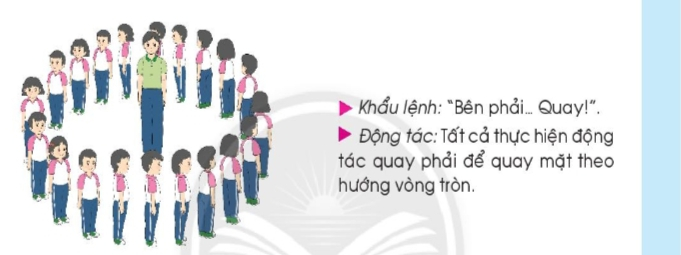 Khẩu lệnh: "Bên phải... Quay!".
Động tác: Tất cả thực hiện động
tác quay phải để quay mặt theo
hướng vòng tròn.